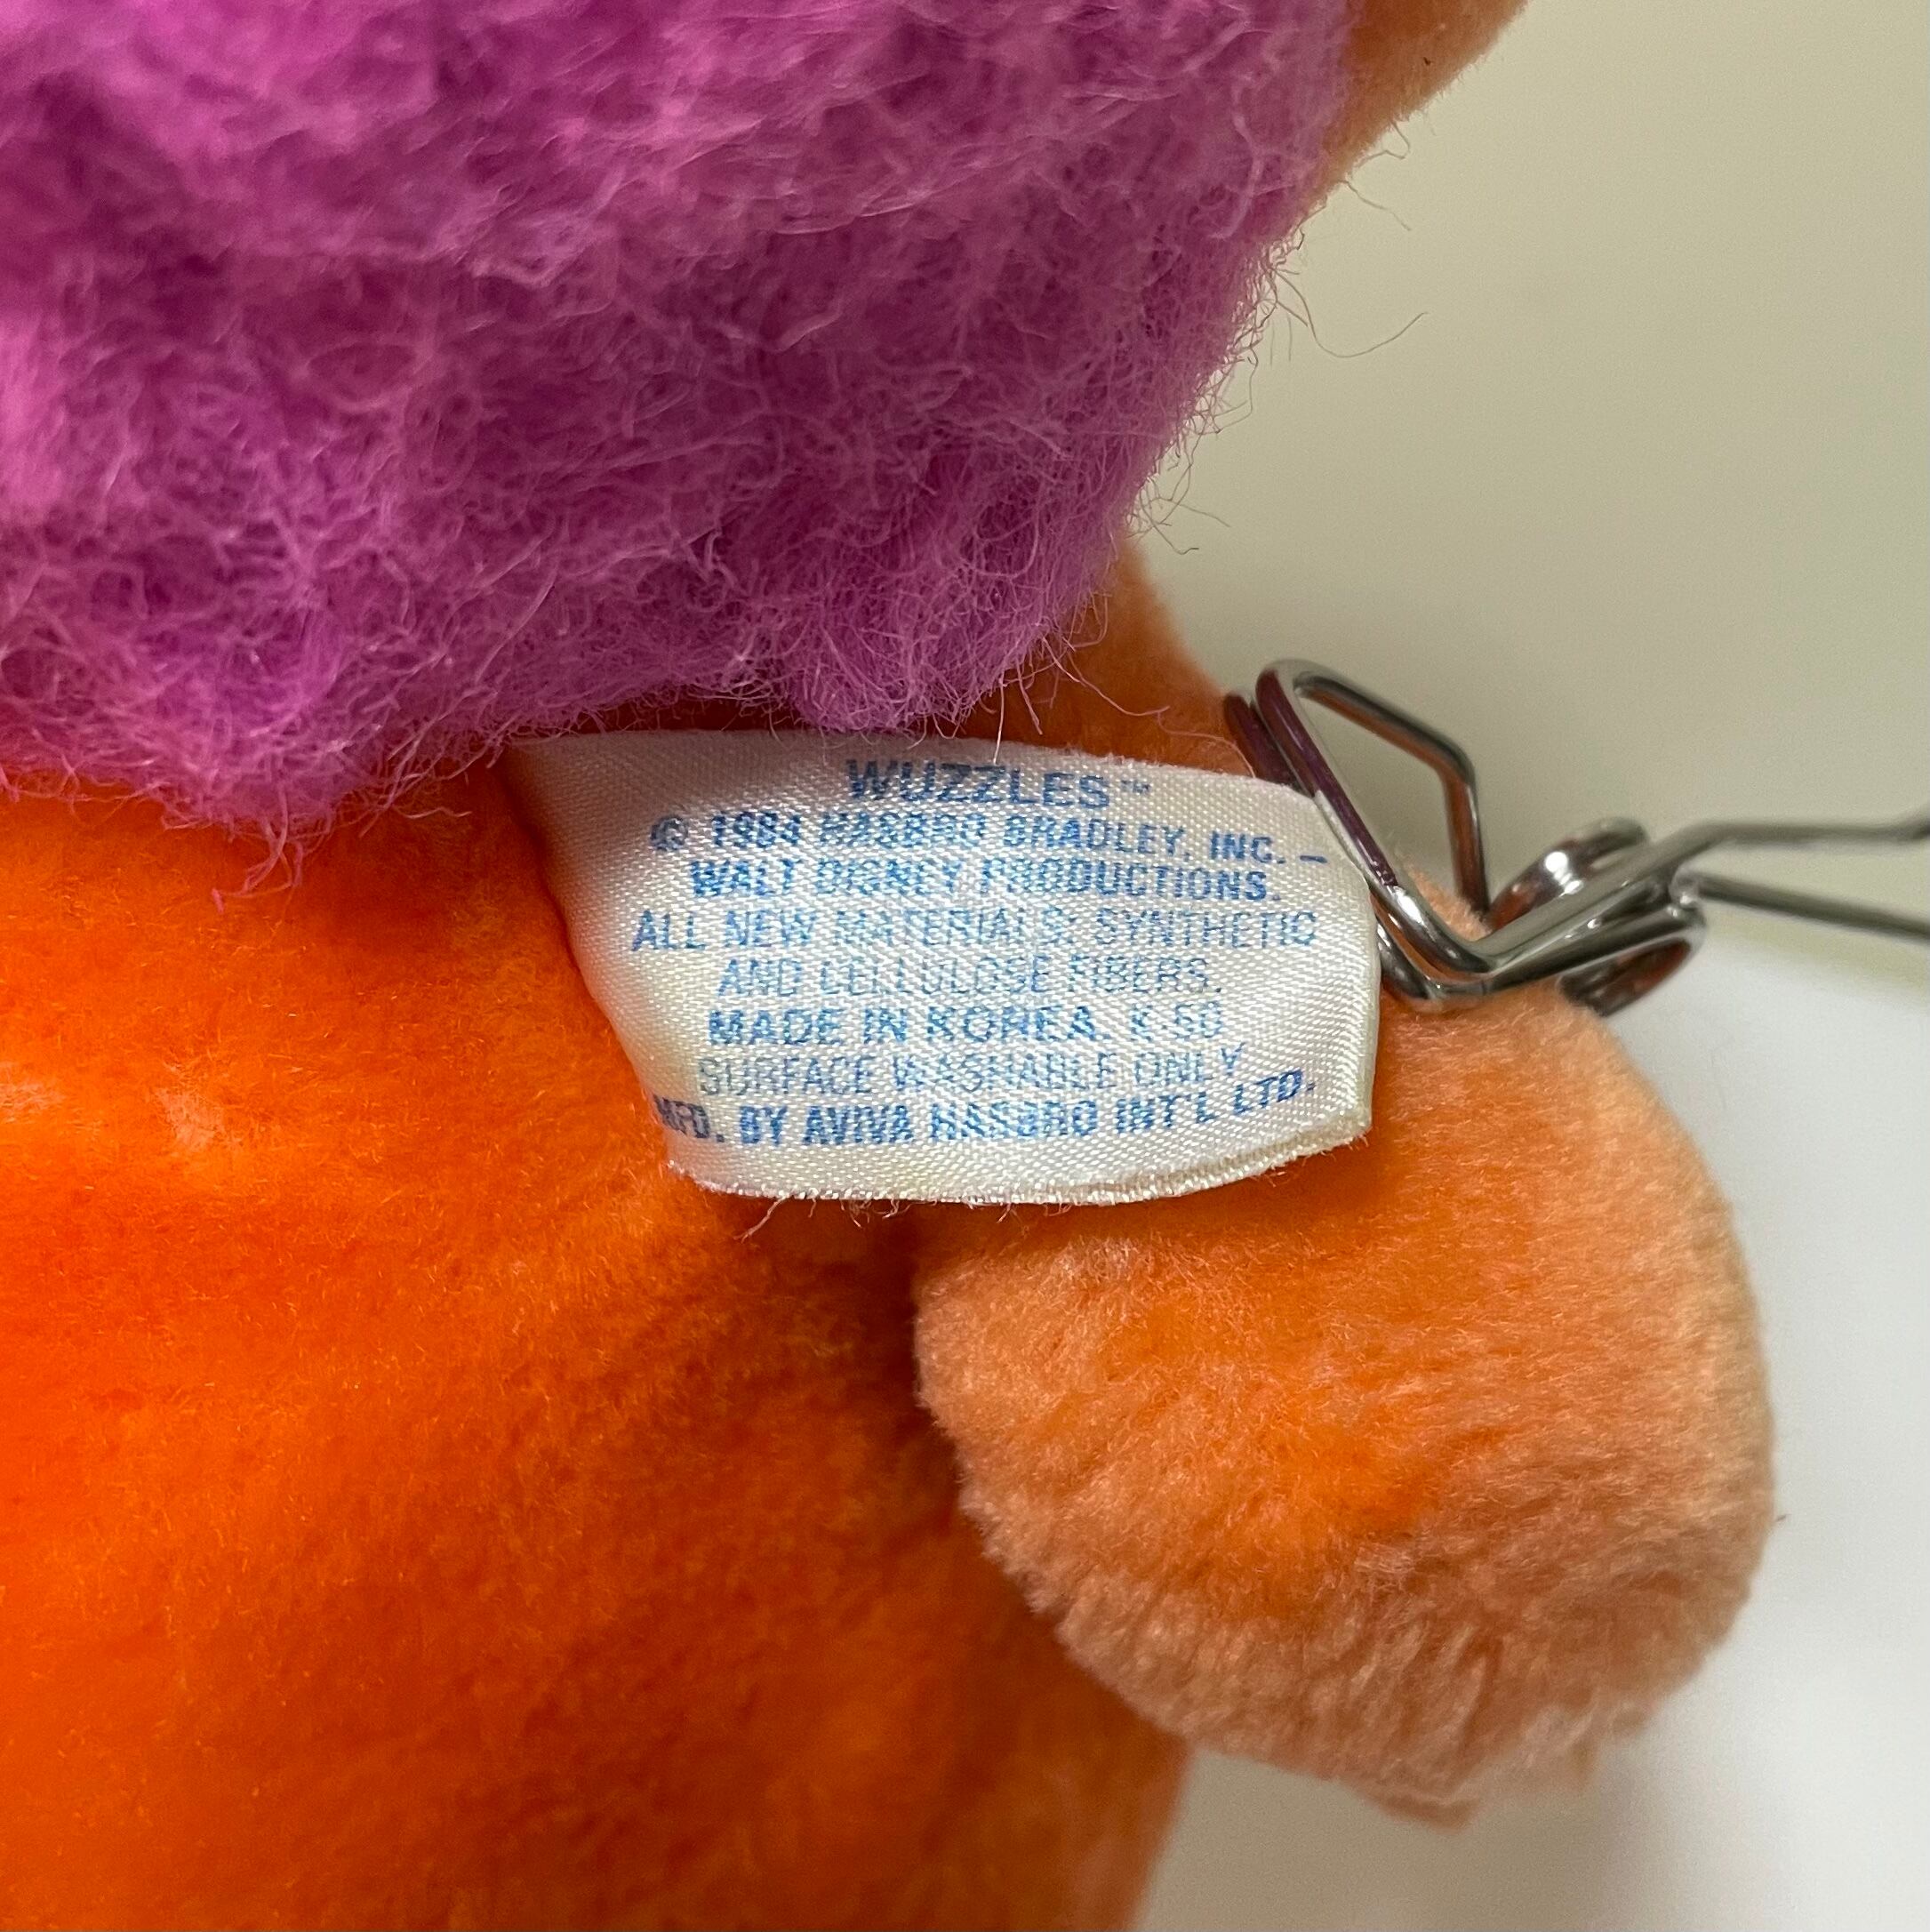 WUZZLES™
© 1984 HASBRO BRADLEY, INC. –
WALT DISNEY PRODUCTIONS.
ALL NEW MATERIALS: SYNTHETIC
AND CELLULOSE FIBERS.
MADE IN KOREA.
SURFACE WASHABLE ONLY
MFD. BY AVIVA HASBRO INT'L LTD.